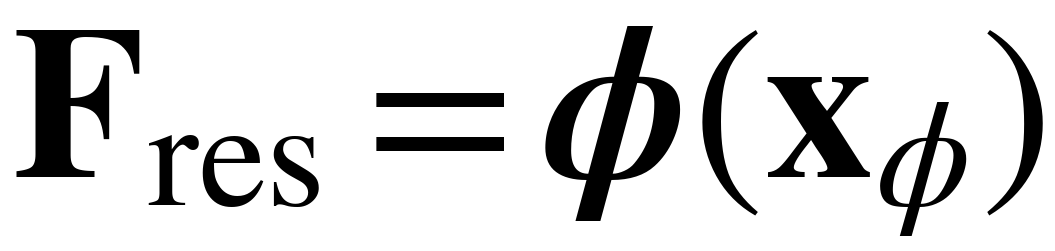 F_res = ϕ(x_ϕ)